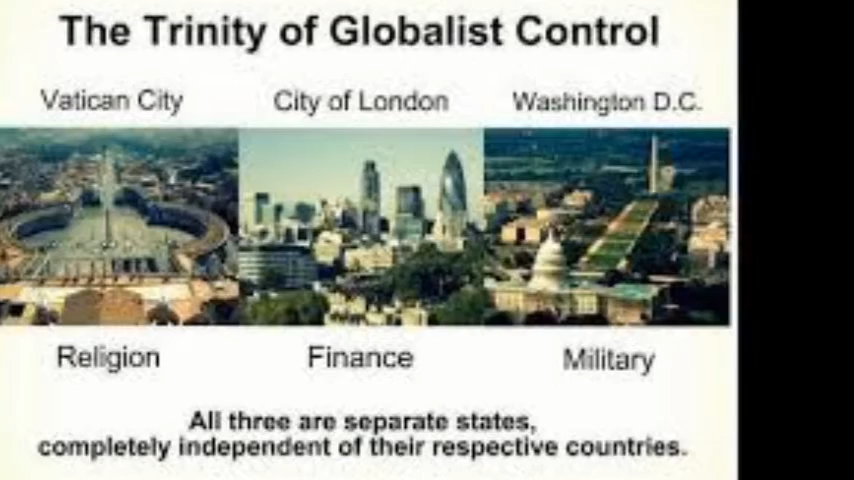 The Trinity of Globalist Control
Vatican City City of London Washington D.C.
Religion Finance Military
All three are separate states,
completely independent of their respective countries.